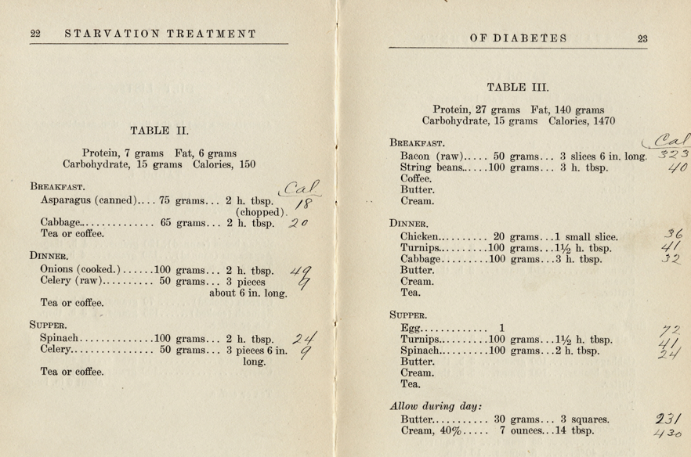 22 STARVATION TREATMENT
TABLE II.
Protein, 7 grams Fat, 6 grams
Carbohydrate, 15 grams Calories, 150
BREAKFAST. Cal
Asparagus (canned).... 75 grams... 2 h. tbsp. 18
(chopped).
Cabbage.............. 65 grams... 2 h. tbsp. 20
Tea or coffee.
DINNER.
Onions (cooked.)......100 grams... 2 h. tbsp. 49
Celery (raw)......... 50 grams... 3 pieces 9
about 6 in. long.
Tea or coffee.
SUPPER.
Spinach..............100 grams... 2 h. tbsp. 24
Celery............... 50 grams... 3 pieces 6 in. 9
long.
Tea or coffee.
OF DIABETES 23
TABLE III.
Protein, 27 grams Fat, 140 grams
Carbohydrate, 15 grams Calories, 1470
BREAKFAST. Cal
Bacon (raw)..... 50 grams... 3 slices 6 in. long. 323
String beans.....100 grams... 3 h. tbsp. 40
Coffee.
Butter.
Cream.
DINNER.
Chicken......... 20 grams...1 small slice. 36
Turnips.........100 grams...1½ h. tbsp. 41
Cabbage.........100 grams...3 h. tbsp. 32
Butter.
Cream.
Tea.
SUPPER.
Egg............ 1 72
Turnips.........100 grams...1½ h. tbsp. 41
Spinach.........100 grams...2 h. tbsp. 24
Butter.
Cream.
Tea.
Allow during day:
Butter.......... 30 grams... 3 squares. 231
Cream, 40%..... 7 ounces...14 tbsp. 430